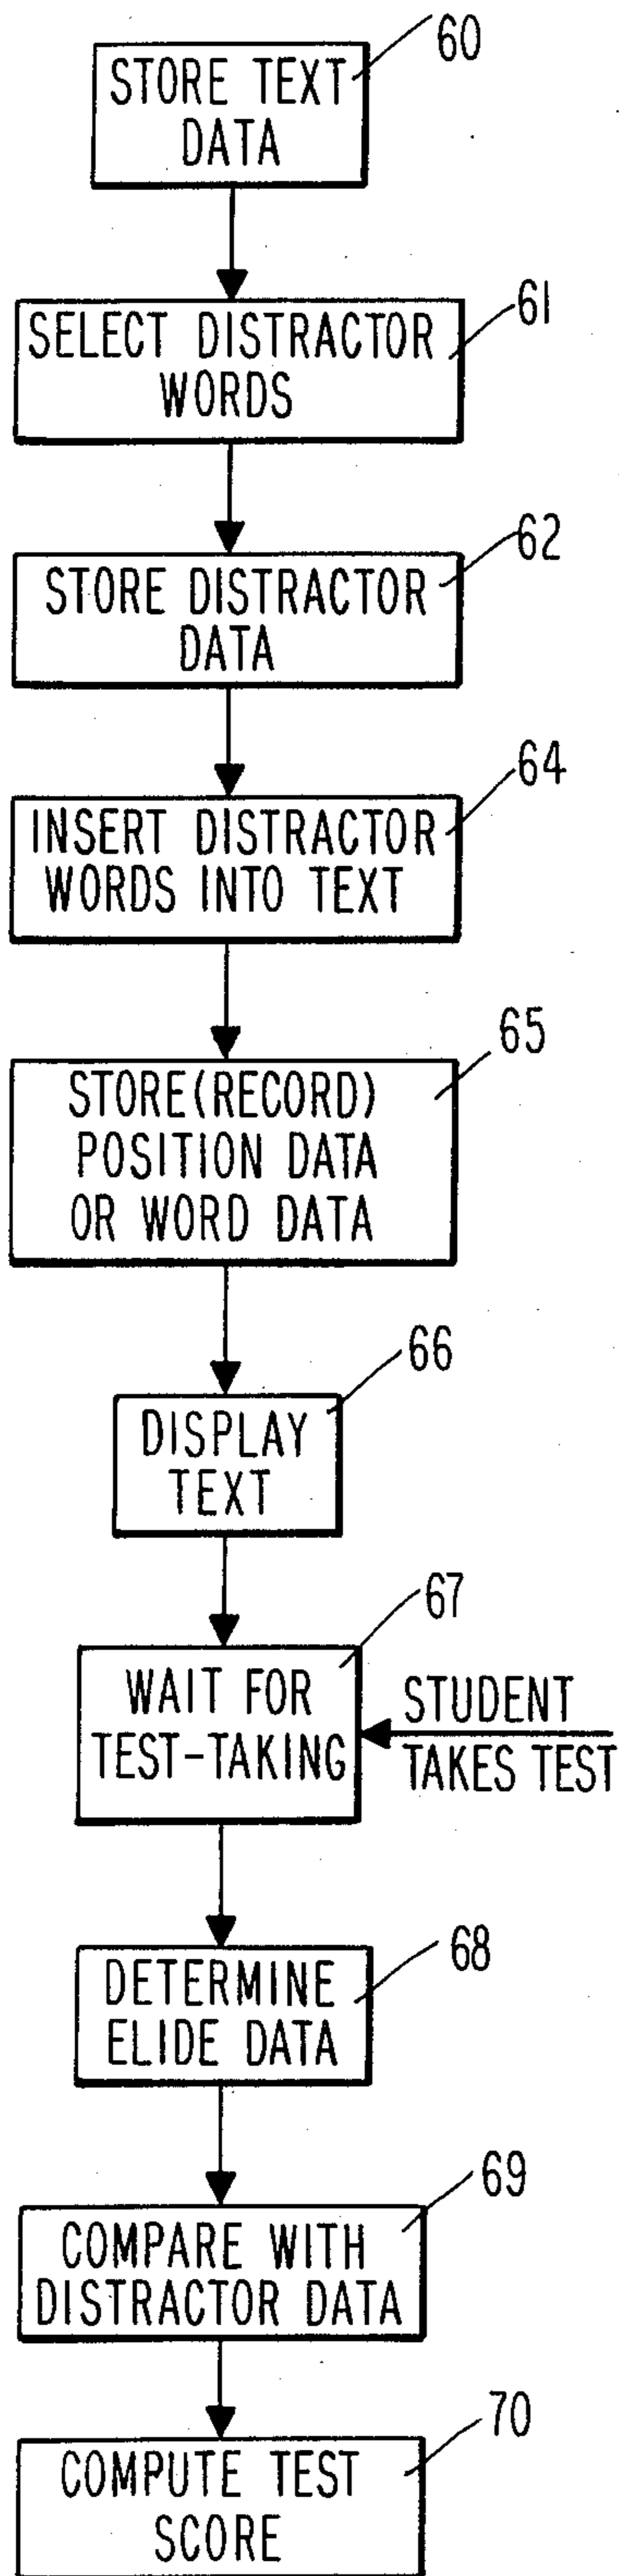 60
STORE TEXT
DATA
61
SELECT DISTRACTOR
WORDS
62
STORE DISTRACTOR
DATA
64
INSERT DISTRACTOR
WORDS INTO TEXT
65
STORE(RECORD)
POSITION DATA
OR WORD DATA
66
DISPLAY
TEXT
67
WAIT FOR
TEST-TAKING
STUDENT
TAKES TEST
68
DETERMINE
ELIDE DATA
69
COMPARE WITH
DISTRACTOR DATA
70
COMPUTE TEST
SCORE